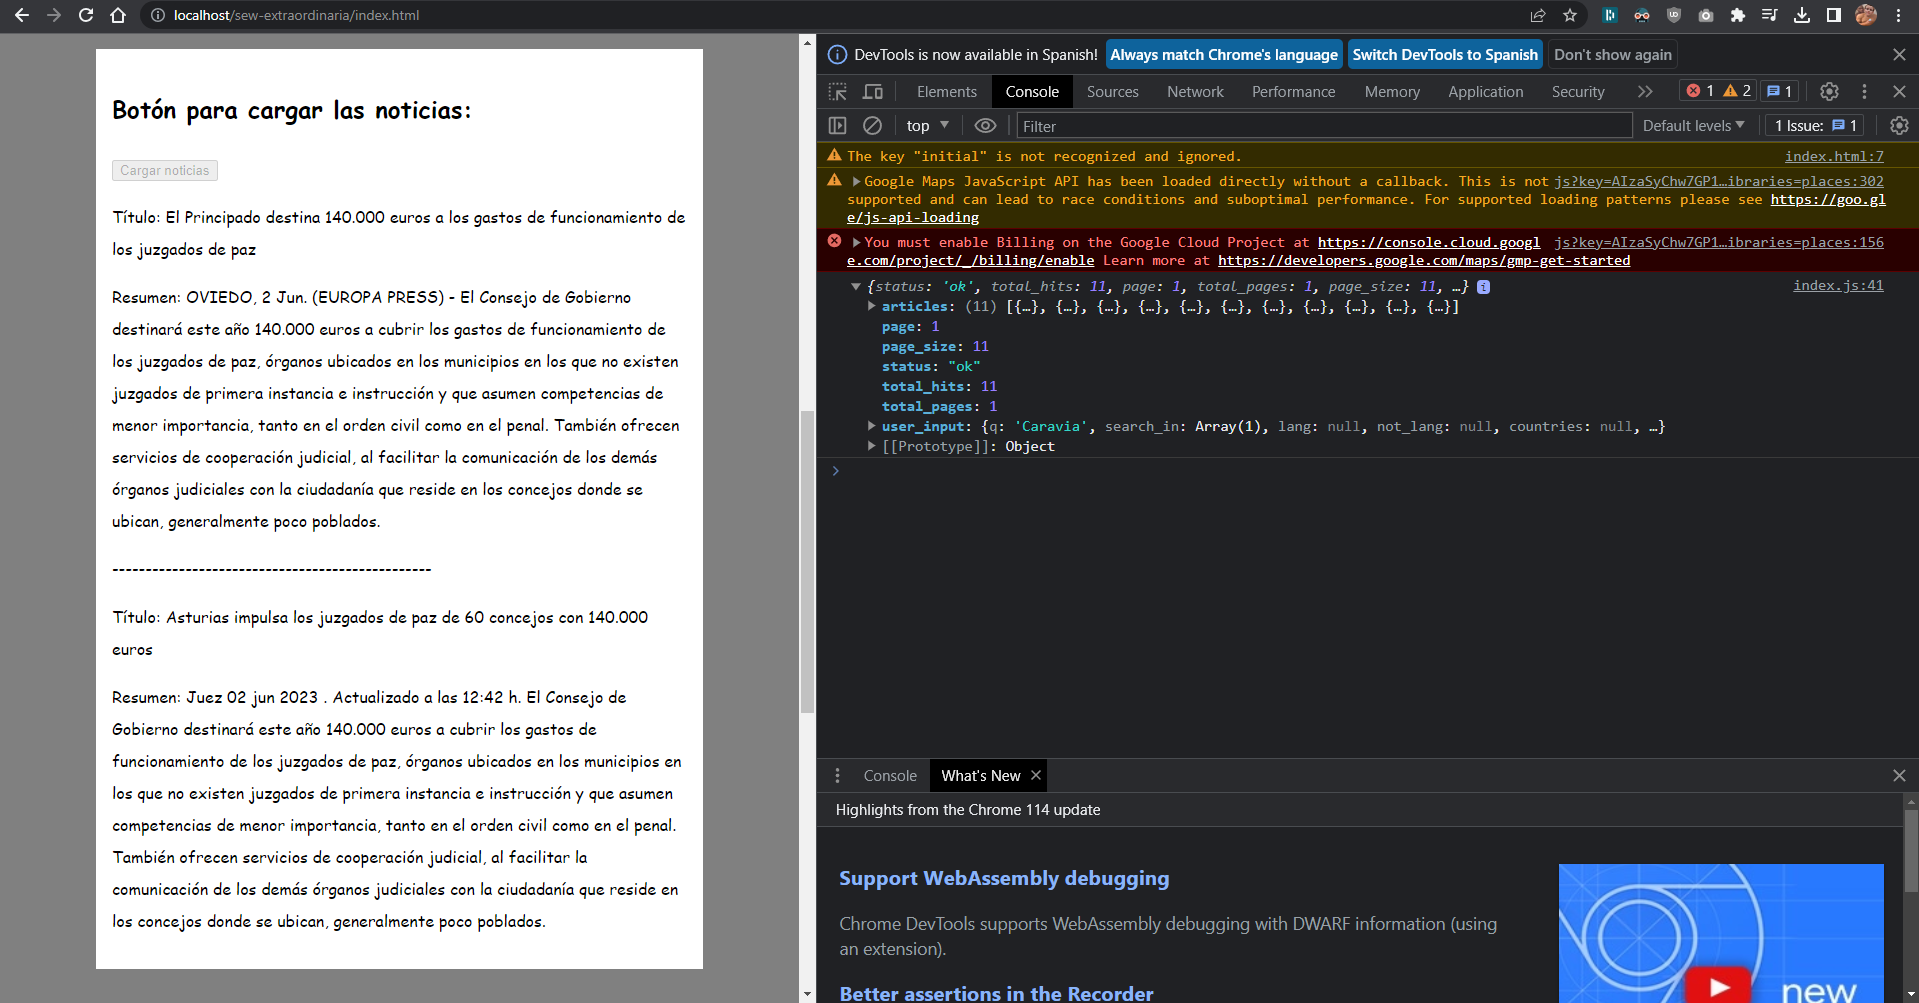 localhost/sew-extraordinaria/index.html
Botón para cargar las noticias:
Cargar noticias
Título: El Principado destina 140.000 euros a los gastos de funcionamiento de
los juzgados de paz
Resumen: OVIEDO, 2 Jun. (EUROPA PRESS) - El Consejo de Gobierno
destinará este año 140.000 euros a cubrir los gastos de funcionamiento de
los juzgados de paz, órganos ubicados en los municipios en los que no existen
juzgados de primera instancia e instrucción y que asumen competencias de
menor importancia, tanto en el orden civil como en el penal. También ofrecen
servicios de cooperación judicial, al facilitar la comunicación de los demás
órganos judiciales con la ciudadanía que reside en los concejos donde se
ubican, generalmente poco poblados.
------------------------------------------------
Título: Asturias impulsa los juzgados de paz de 60 concejos con 140.000
euros
Resumen: Juez 02 jun 2023 . Actualizado a las 12:42 h. El Consejo de
Gobierno destinará este año 140.000 euros a cubrir los gastos de
funcionamiento de los juzgados de paz, órganos ubicados en los municipios en
los que no existen juzgados de primera instancia e instrucción y que asumen
competencias de menor importancia, tanto en el orden civil como en el penal.
También ofrecen servicios de cooperación judicial, al facilitar la
comunicación de los demás órganos judiciales con la ciudadanía que reside en
los concejos donde se ubican, generalmente poco poblados.
DevTools is now available in Spanish! Always match Chrome's language Switch DevTools to Spanish Don't show again
Elements Console Sources Network Performance Memory Application Security 1 2 1
top Filter Default levels 1 Issue: 1
The key "initial" is not recognized and ignored. index.html:7
Google Maps JavaScript API has been loaded directly without a callback. This is not js?key=AIzaSyChw7GP1…ibraries=places:302
supported and can lead to race conditions and suboptimal performance. For supported loading patterns please see https://goo.gl
e/js-api-loading
You must enable Billing on the Google Cloud Project at https://console.cloud.googl js?key=AIzaSyChw7GP1…ibraries=places:156
e.com/project/_/billing/enable Learn more at https://developers.google.com/maps/gmp-get-started
{status: 'ok', total_hits: 11, page: 1, total_pages: 1, page_size: 11, …} index.js:41
articles: (11) [{…}, {…}, {…}, {…}, {…}, {…}, {…}, {…}, {…}, {…}, {…}]
page: 1
page_size: 11
status: "ok"
total_hits: 11
total_pages: 1
user_input: {q: 'Caravia', search_in: Array(1), lang: null, not_lang: null, countries: null, …}
[[Prototype]]: Object
Console What's New
Highlights from the Chrome 114 update
Support WebAssembly debugging
Chrome DevTools supports WebAssembly debugging with DWARF information (using
an extension).
Better assertions in the Recorder
new